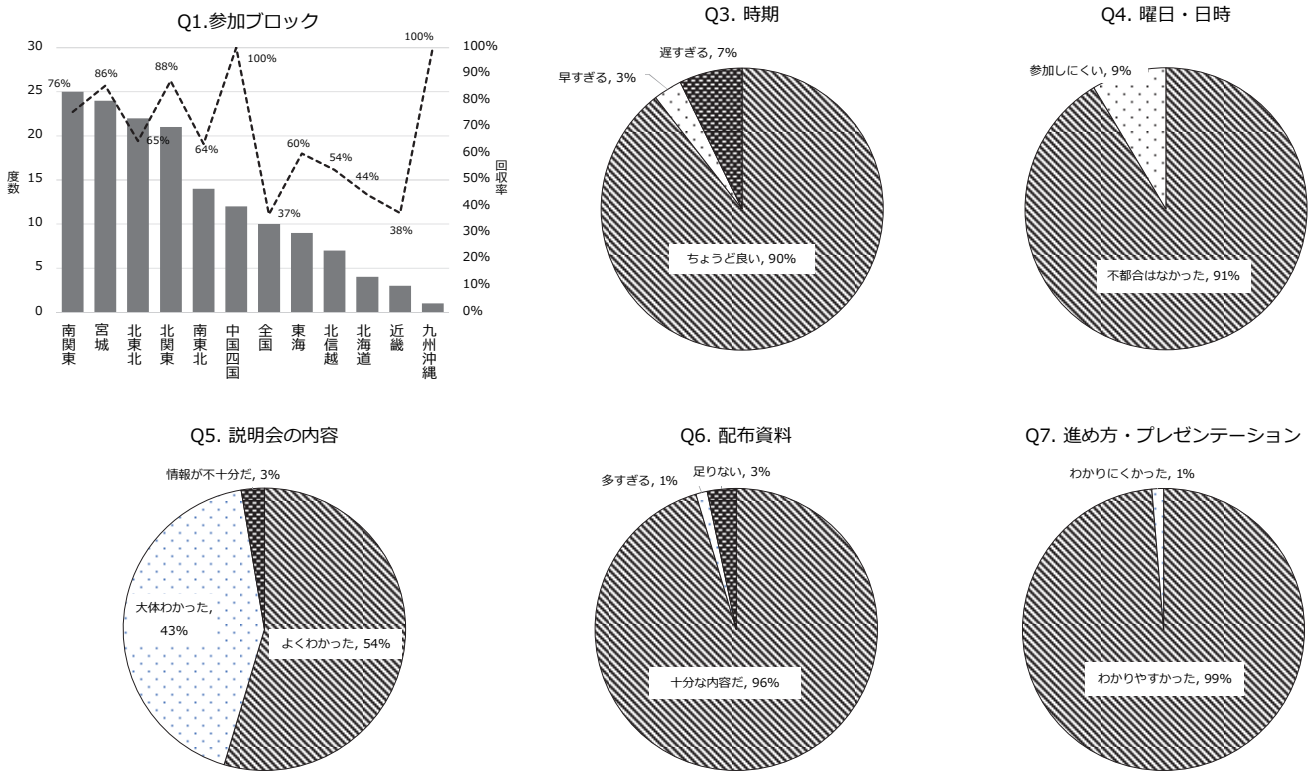 Q1.参加ブロック
30
25
20
15
10
5
0
度数
100%
90%
80%
70%
60%
50%
40%
30%
20%
10%
0%
回収率
76%
86%
65%
88%
64%
100%
37%
60%
54%
44%
38%
100%
南関東
宮城
北東北
北関東
南東北
中国四国
全国
東海
北信越
北海道
近畿
九州沖縄
Q3. 時期
遅すぎる, 7%
早すぎる, 3%
ちょうど良い, 90%
Q4. 曜日・日時
参加しにくい, 9%
不都合はなかった, 91%
Q5. 説明会の内容
情報が不十分だ, 3%
大体わかった,
43%
よくわかった, 54%
Q6. 配布資料
多すぎる, 1%
足りない, 3%
十分な内容だ, 96%
Q7. 進め方・プレゼンテーション
わかりにくかった, 1%
わかりやすかった, 99%